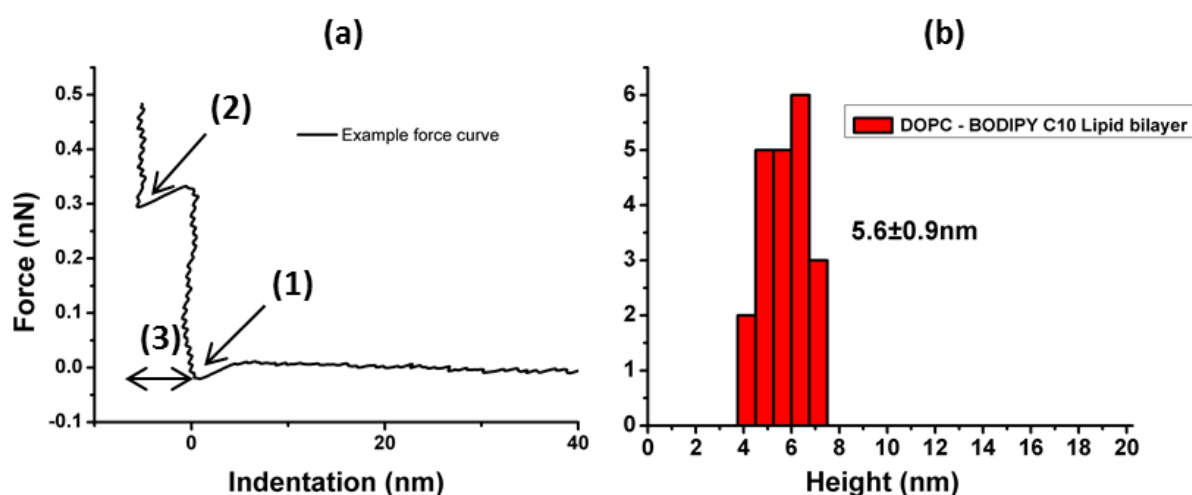 (a)
0.5
0.4
0.3
0.2
0.1
0.0
-0.1
Force (nN)
(2)
Example force curve
(1)
(3)
0
20
40
Indentation (nm)
(b)
6
5
4
3
2
1
0
DOPC - BODIPY C10 Lipid bilayer
5.6±0.9nm
0 2 4 6 8 10 12 14 16 18 20
Height (nm)